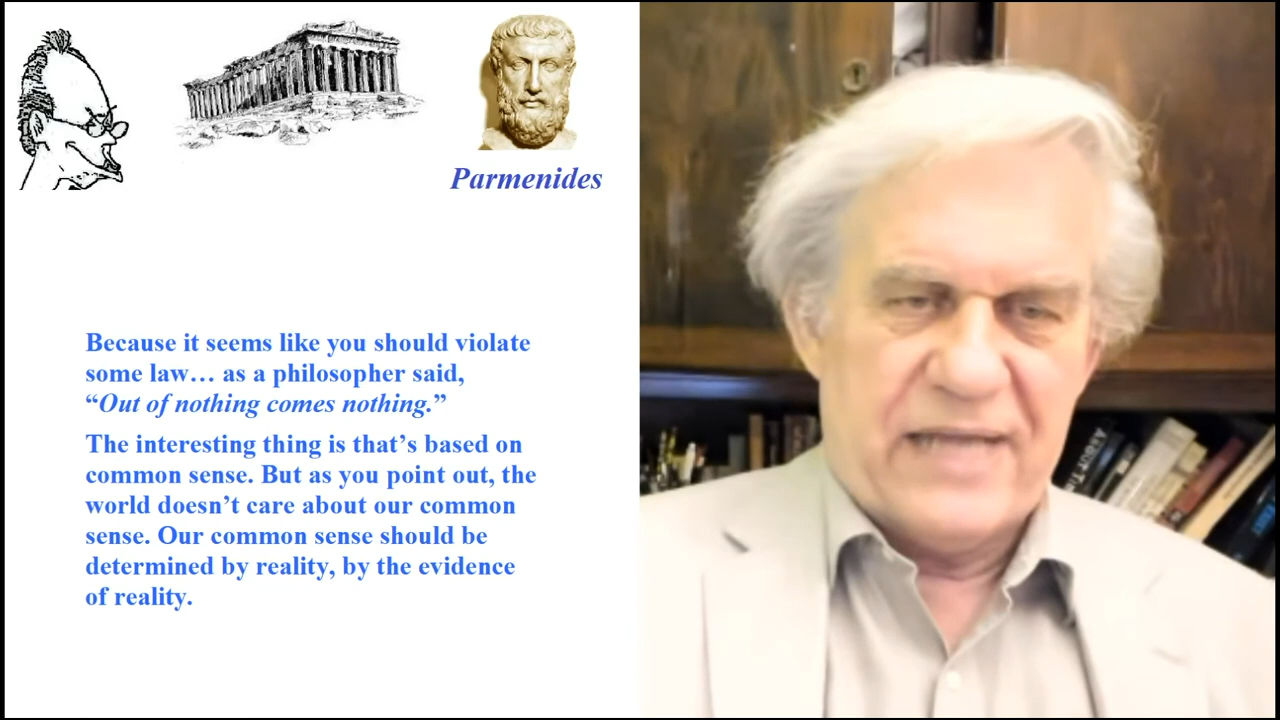 Parmenides
Because it seems like you should violate
some law… as a philosopher said,
“Out of nothing comes nothing.”
The interesting thing is that’s based on
common sense. But as you point out, the
world doesn’t care about our common
sense. Our common sense should be
determined by reality, by the evidence
of reality.
ABOUT